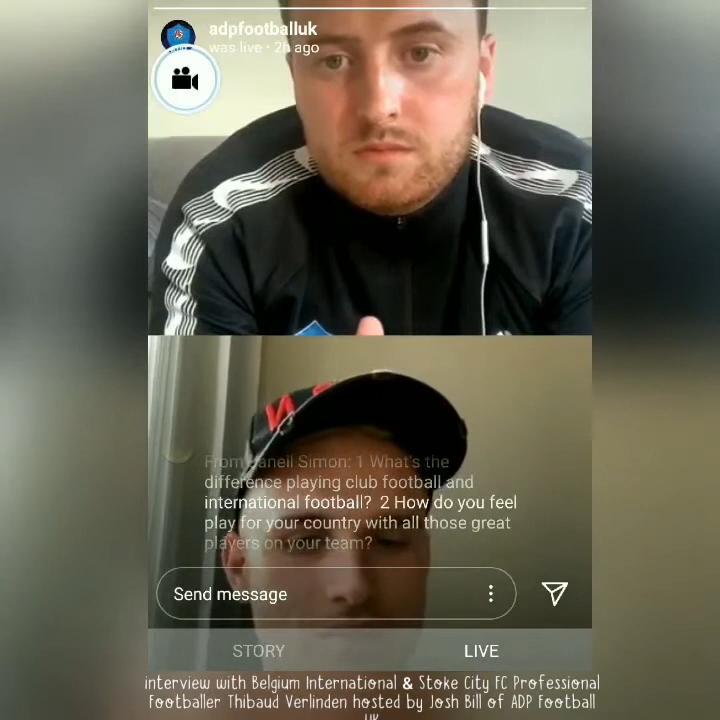 adpfootballuk
was live • 2h ago
From Janeil Simon: 1 What's the
difference playing club football and
international football? 2 How do you feel
play for your country with all those great
players on your team?
Send message
STORY LIVE
interview with Belgium International & Stoke City FC Professional
Footballer Thibaud Verlinden hosted by Josh Bill of ADP Football
UK